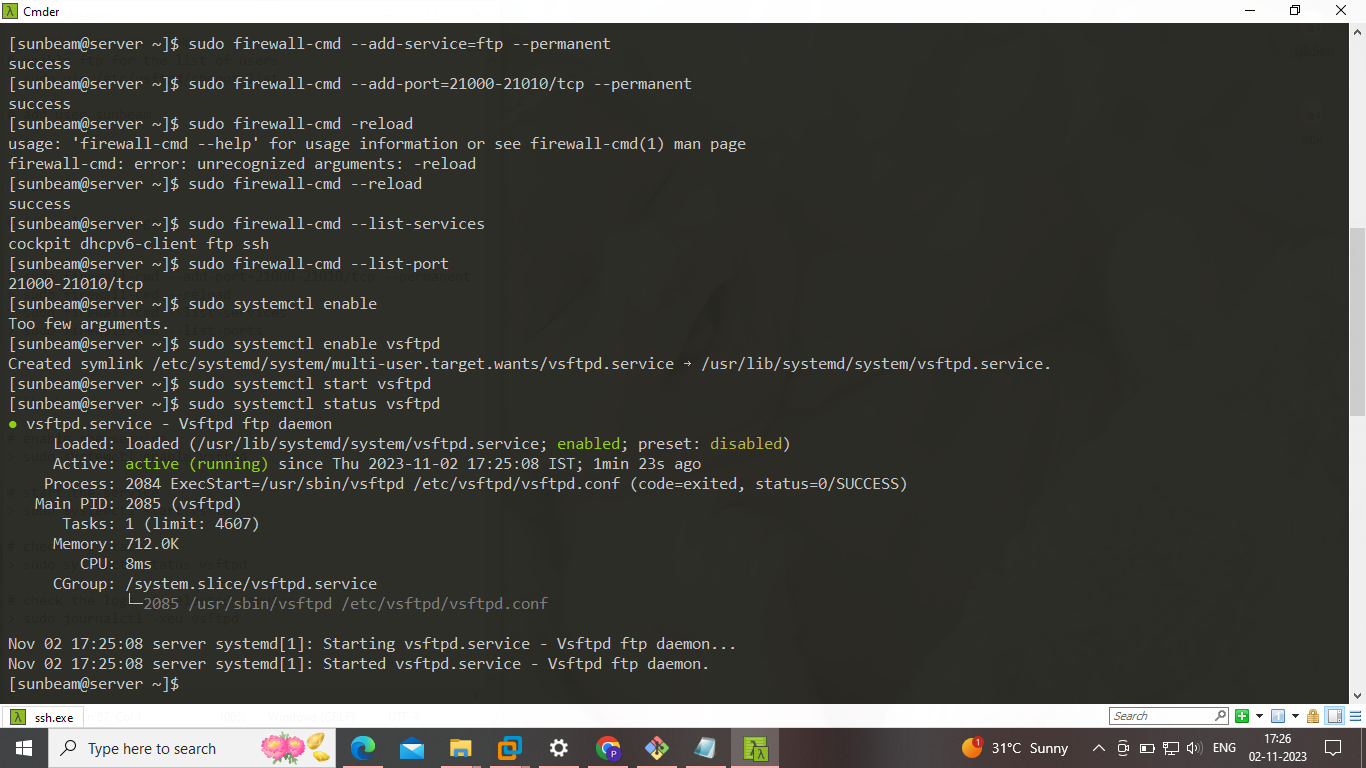 Cmder
[sunbeam@server ~]$ sudo firewall-cmd --add-service=ftp --permanent
success
[sunbeam@server ~]$ sudo firewall-cmd --add-port=21000-21010/tcp --permanent
success
[sunbeam@server ~]$ sudo firewall-cmd -reload
usage: 'firewall-cmd --help' for usage information or see firewall-cmd(1) man page
firewall-cmd: error: unrecognized arguments: -reload
[sunbeam@server ~]$ sudo firewall-cmd --reload
success
[sunbeam@server ~]$ sudo firewall-cmd --list-services
cockpit dhcpv6-client ftp ssh
[sunbeam@server ~]$ sudo firewall-cmd --list-port
21000-21010/tcp
[sunbeam@server ~]$ sudo systemctl enable
Too few arguments.
[sunbeam@server ~]$ sudo systemctl enable vsftpd
Created symlink /etc/systemd/system/multi-user.target.wants/vsftpd.service → /usr/lib/systemd/system/vsftpd.service.
[sunbeam@server ~]$ sudo systemctl start vsftpd
[sunbeam@server ~]$ sudo systemctl status vsftpd
● vsftpd.service - Vsftpd ftp daemon
Loaded: loaded (/usr/lib/systemd/system/vsftpd.service; enabled; preset: disabled)
Active: active (running) since Thu 2023-11-02 17:25:08 IST; 1min 23s ago
Process: 2084 ExecStart=/usr/sbin/vsftpd /etc/vsftpd/vsftpd.conf (code=exited, status=0/SUCCESS)
Main PID: 2085 (vsftpd)
Tasks: 1 (limit: 4607)
Memory: 712.0K
CPU: 8ms
CGroup: /system.slice/vsftpd.service
└─2085 /usr/sbin/vsftpd /etc/vsftpd/vsftpd.conf
Nov 02 17:25:08 server systemd[1]: Starting vsftpd.service - Vsftpd ftp daemon...
Nov 02 17:25:08 server systemd[1]: Started vsftpd.service - Vsftpd ftp daemon.
[sunbeam@server ~]$
ssh.exe
Search
Type here to search
31°C Sunny
ENG
17:26
02-11-2023